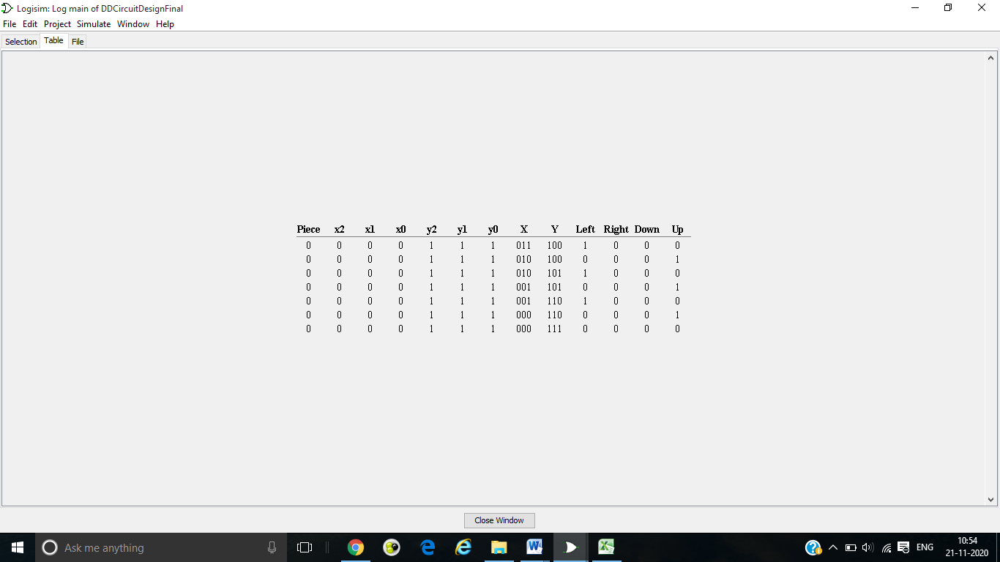 Logisim: Log main of DDCircuitDesignFinal
File Edit Project Simulate Window Help
Selection Table File
Piece x2 x1 x0 y2 y1 y0 X Y Left Right Down Up
0 0 0 0 1 1 1 011 100 1 0 0 0
0 0 0 0 1 1 1 010 100 0 0 0 1
0 0 0 0 1 1 1 010 101 1 0 0 0
0 0 0 0 1 1 1 001 101 0 0 0 1
0 0 0 0 1 1 1 001 110 1 0 0 0
0 0 0 0 1 1 1 000 110 0 0 0 1
0 0 0 0 1 1 1 000 111 0 0 0 0
Close Window
Ask me anything
ENG
10:54
21-11-2020